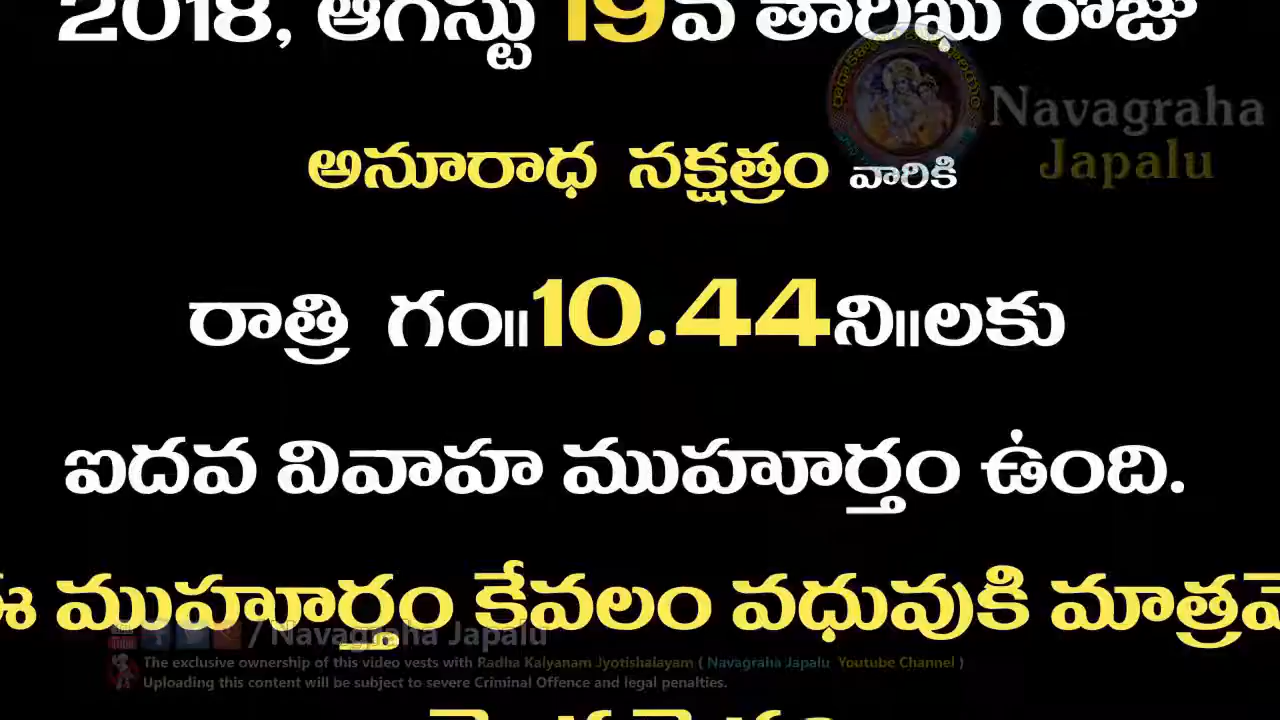 2018, ఆగస్టు 19వ తారీఖు రోజు
Navagraha
Japalu
అనూరాధ నక్షత్రం వారికి
రాత్రి గం॥10.44ని॥లకు
ఐదవ వివాహ ముహూర్తం ఉంది.
ఈ ముహూర్తం కేవలం వధువుకి మాత్రమే
/ Navagraha Japalu
The exclusive ownership of this video vests with Radha Kalyanam Jyotishalayam ( Navagraha Japalu Youtube Channel )
Uploading this content will be subject to severe Criminal Offence and legal penalties.